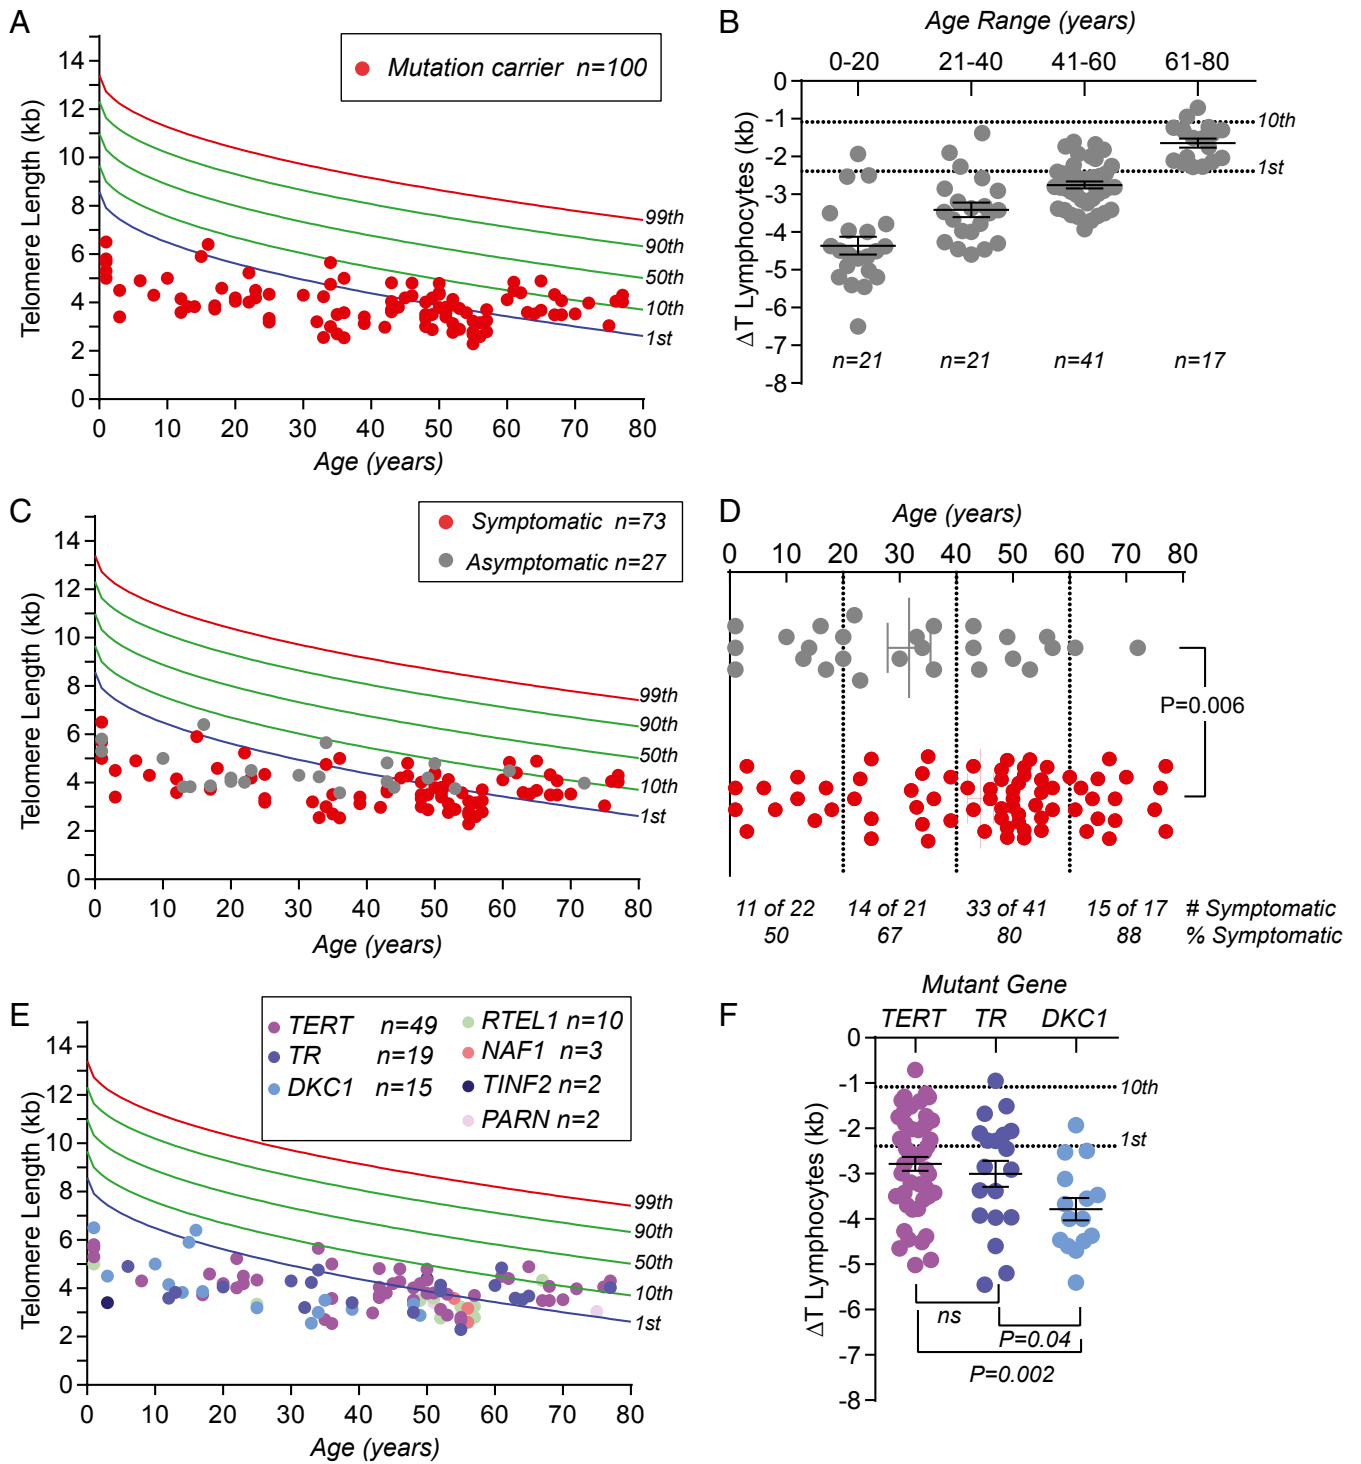 A
Mutation carrier n=100
Telomere Length (kb)
14
12
10
8
6
4
2
0
99th
90th
50th
10th
1st
0 10 20 30 40 50 60 70 80
Age (years)
B
Age Range (years)
0-20 21-40 41-60 61-80
ΔT Lymphocytes (kb)
0
-1
-2
-3
-4
-5
-6
-7
-8
10th
1st
n=21 n=21 n=41 n=17
C
Symptomatic n=73
Asymptomatic n=27
Telomere Length (kb)
14
12
10
8
6
4
2
0
99th
90th
50th
10th
1st
0 10 20 30 40 50 60 70 80
Age (years)
D
Age (years)
0 10 20 30 40 50 60 70 80
P=0.006
11 of 22 14 of 21 33 of 41 15 of 17 # Symptomatic
50 67 80 88 % Symptomatic
E
TERT n=49
TR n=19
DKC1 n=15
RTEL1 n=10
NAF1 n=3
TINF2 n=2
PARN n=2
Telomere Length (kb)
14
12
10
8
6
4
2
0
99th
90th
50th
10th
1st
0 10 20 30 40 50 60 70 80
Age (years)
F
Mutant Gene
TERT TR DKC1
ΔT Lymphocytes (kb)
0
-1
-2
-3
-4
-5
-6
-7
-8
10th
1st
ns
P=0.04
P=0.002